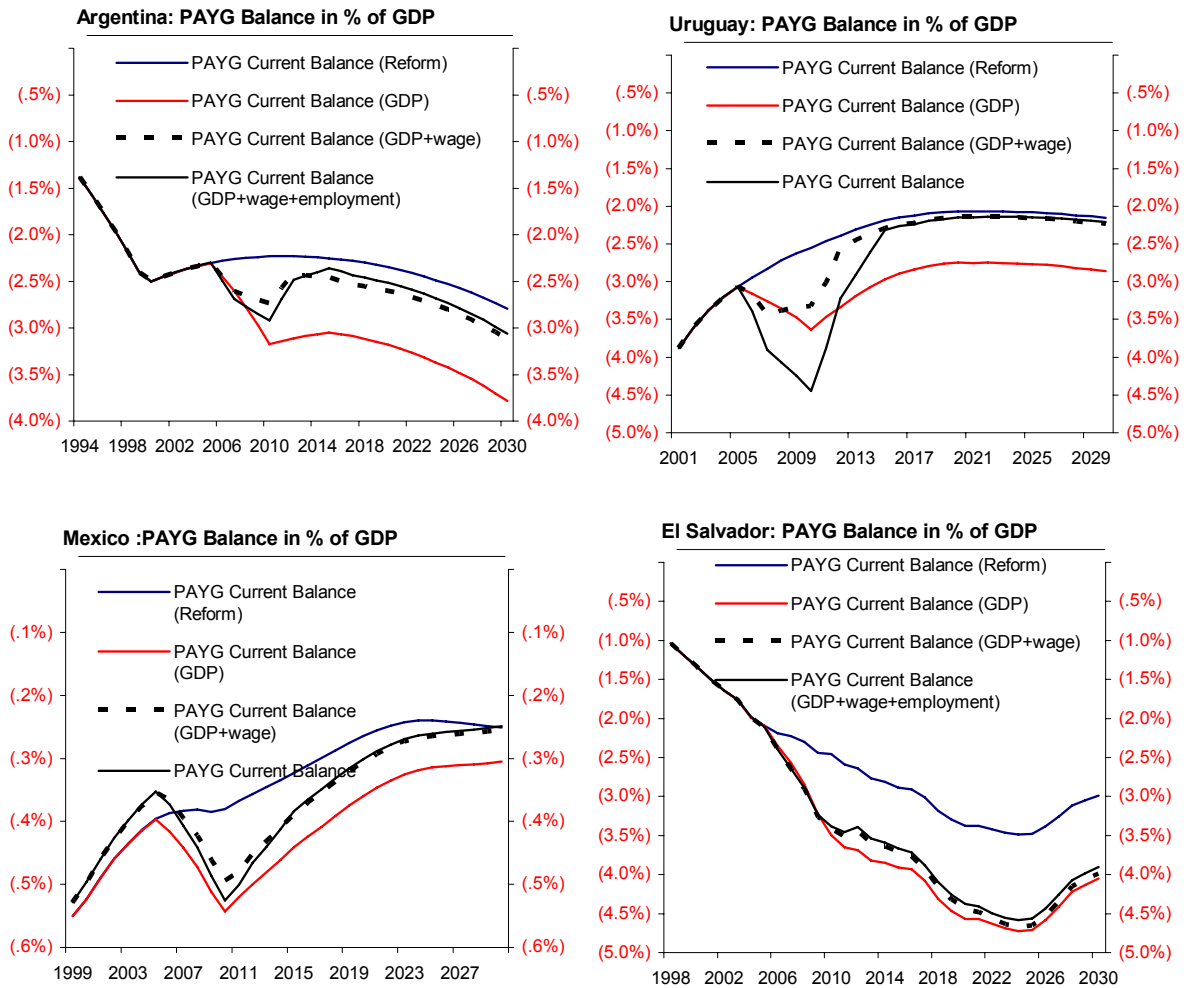 Argentina: PAYG Balance in % of GDP
PAYG Current Balance (Reform)
PAYG Current Balance (GDP)
PAYG Current Balance (GDP+wage)
PAYG Current Balance
(GDP+wage+employment)
(.5%)
(1.0%)
(1.5%)
(2.0%)
(2.5%)
(3.0%)
(3.5%)
(4.0%)
(.5%)
(1.0%)
(1.5%)
(2.0%)
(2.5%)
(3.0%)
(3.5%)
(4.0%)
1994 1998 2002 2006 2010 2014 2018 2022 2026 2030
Uruguay: PAYG Balance in % of GDP
PAYG Current Balance (Reform)
PAYG Current Balance (GDP)
PAYG Current Balance (GDP+wage)
PAYG Current Balance
(.5%)
(1.0%)
(1.5%)
(2.0%)
(2.5%)
(3.0%)
(3.5%)
(4.0%)
(4.5%)
(5.0%)
(.5%)
(1.0%)
(1.5%)
(2.0%)
(2.5%)
(3.0%)
(3.5%)
(4.0%)
(4.5%)
(5.0%)
2001 2005 2009 2013 2017 2021 2025 2029
Mexico :PAYG Balance in % of GDP
PAYG Current Balance
(Reform)
PAYG Current Balance
(GDP)
PAYG Current Balance
(GDP+wage)
PAYG Current Balance
(.1%)
(.2%)
(.3%)
(.4%)
(.5%)
(.6%)
(.1%)
(.2%)
(.3%)
(.4%)
(.5%)
(.6%)
1999 2003 2007 2011 2015 2019 2023 2027
El Salvador: PAYG Balance in % of GDP
PAYG Current Balance (Reform)
PAYG Current Balance (GDP)
PAYG Current Balance (GDP+wage)
PAYG Current Balance
(GDP+wage+employment)
(.5%)
(1.0%)
(1.5%)
(2.0%)
(2.5%)
(3.0%)
(3.5%)
(4.0%)
(4.5%)
(5.0%)
(.5%)
(1.0%)
(1.5%)
(2.0%)
(2.5%)
(3.0%)
(3.5%)
(4.0%)
(4.5%)
(5.0%)
1998 2002 2006 2010 2014 2018 2022 2026 2030